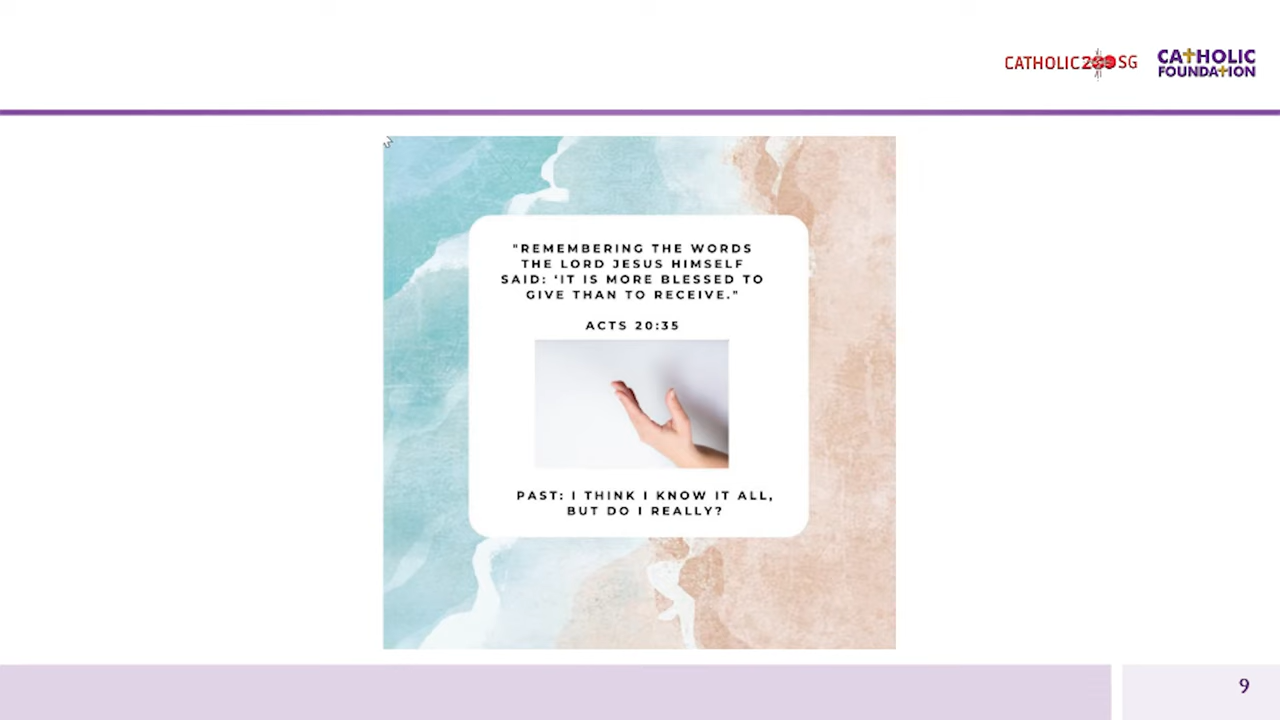 CATHOLIC200SG
CATHOLIC
FOUNDATION
"REMEMBERING THE WORDS
THE LORD JESUS HIMSELF
SAID: 'IT IS MORE BLESSED TO
GIVE THAN TO RECEIVE."
ACTS 20:35
PAST: I THINK I KNOW IT ALL,
BUT DO I REALLY?
9